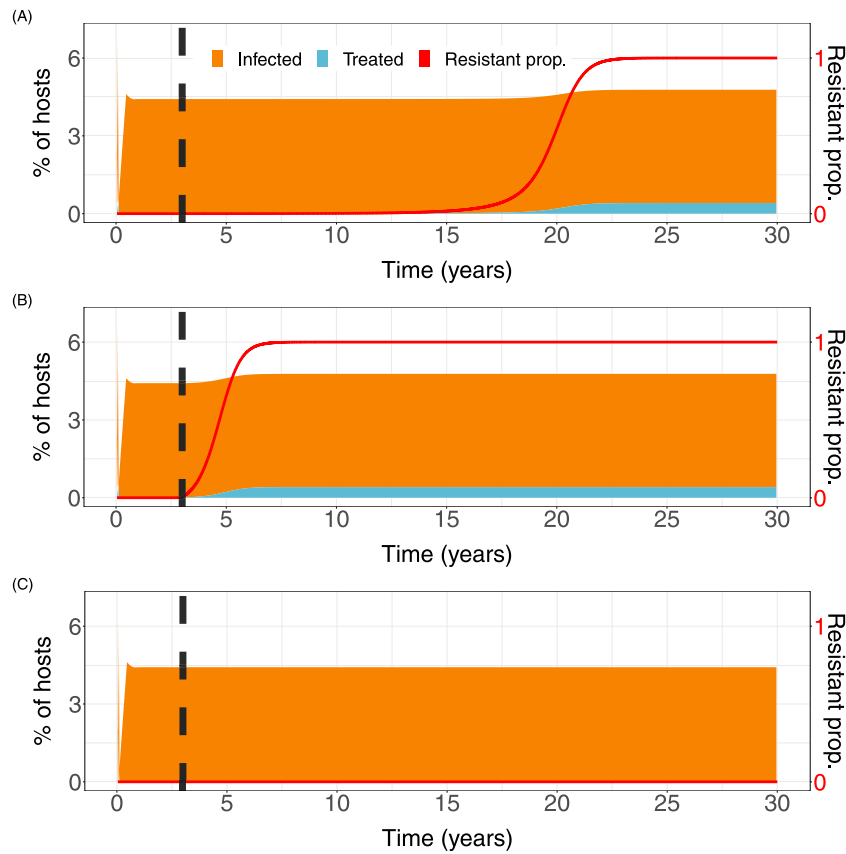 (A)
Infected Treated Resistant prop.
6
3
0
% of hosts
1
0
Resistant prop.
0 5 10 15 20 25 30
Time (years)
(B)
6
3
0
% of hosts
1
0
Resistant prop.
0 5 10 15 20 25 30
Time (years)
(C)
6
3
0
% of hosts
1
0
Resistant prop.
0 5 10 15 20 25 30
Time (years)